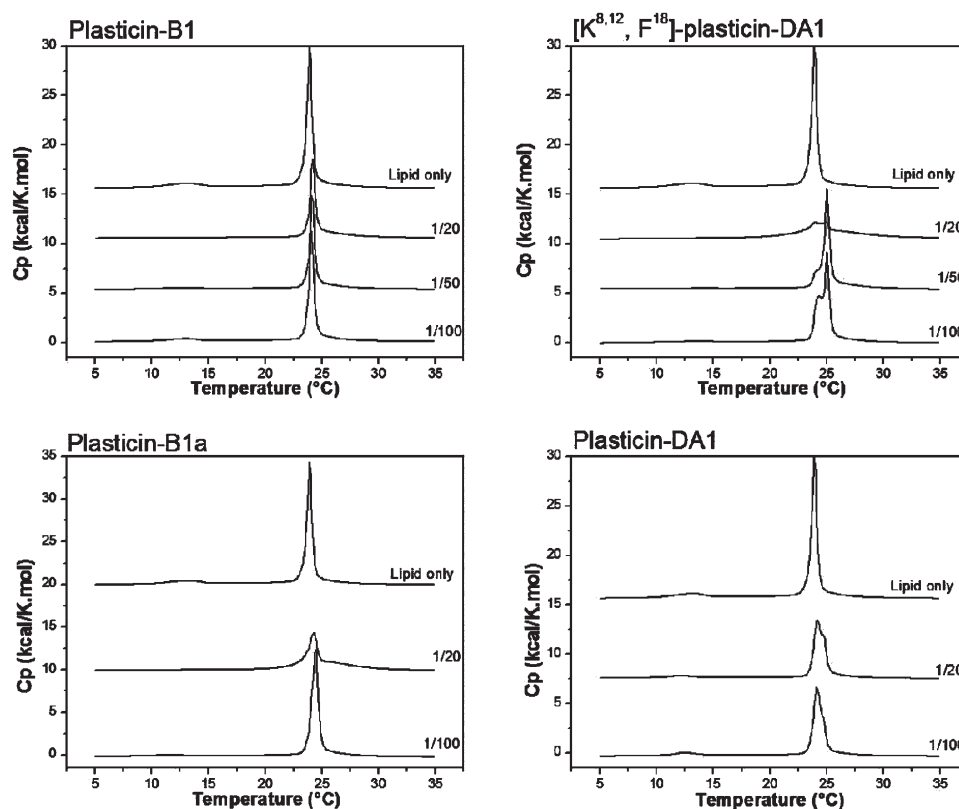 Plasticin-B1
30
25
20
15
10
5
0
Cp (kcal/K.mol)
Lipid only
1/20
1/50
1/100
5 10 15 20 25 30 35
Temperature (°C)
[K8,12, F18]-plasticin-DA1
30
25
20
15
10
5
0
Cp (kcal/K.mol)
Lipid only
1/20
1/50
1/100
5 10 15 20 25 30 35
Temperature (°C)
Plasticin-B1a
35
30
25
20
15
10
5
0
Cp (kcal/K.mol)
Lipid only
1/20
1/100
5 10 15 20 25 30 35
Temperature (°C)
Plasticin-DA1
30
25
20
15
10
5
0
Cp (kcal/K.mol)
Lipid only
1/20
1/100
5 10 15 20 25 30 35
Temperature (°C)